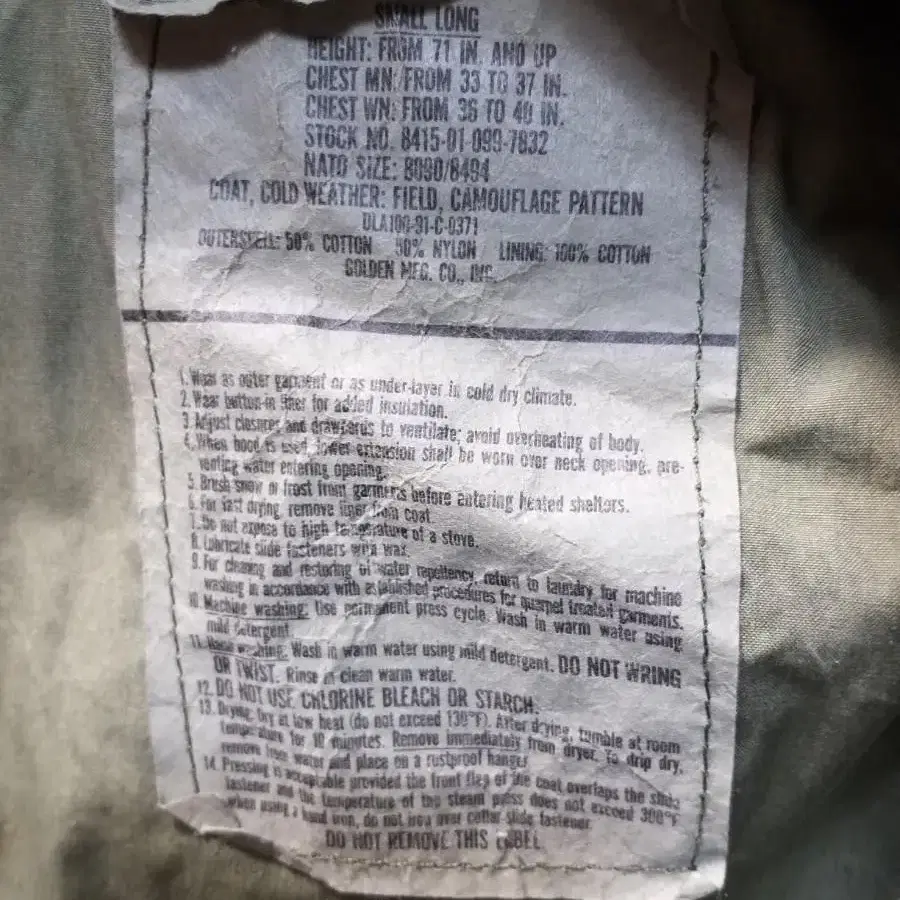 SMALL LONG
HEIGHT: FROM 71 IN. AND UP
CHEST MN: FROM 33 TO 37 IN.
CHEST WN: FROM 36 TO 40 IN.
STOCK NO. 8415-01-099-7832
NATO SIZE: 8090/8494
COAT, COLD WEATHER: FIELD, CAMOUFLAGE PATTERN
DLA100-91-C-0371
OUTERSHELL: 50% COTTON 50% NYLON LINING: 100% COTTON
GOLDEN MFG. CO., INC.
1. Wear as outer garment or as under-layer in cold dry climate.
2. Wear button-in liner for added insulation.
3. Adjust closures and drawcords to ventilate; avoid overheating of body.
4. When hood is used, lower extension shall be worn over neck opening, pre-
venting water entering opening.
5. Brush snow or frost from garments before entering heated shelters.
6. For fast drying, remove liner from coat.
7. Do not expose to high temperature of a stove.
8. Lubricate slide fasteners with wax.
9. For cleaning and restoring of water repellency, return to laundry for machine
washing in accordance with established procedures for quarpel treated garments.
10. Machine washing: Use permanent press cycle. Wash in warm water using
mild detergent.
11. Hand washing: Wash in warm water using mild detergent. DO NOT WRING
OR TWIST. Rinse in clean warm water.
12. DO NOT USE CHLORINE BLEACH OR STARCH.
13. Drying: Dry at low heat (do not exceed 130°F). After drying, tumble at room
temperature for 10 minutes. Remove immediately from dryer. To drip dry,
remove from water and place on a rustproof hanger.
14. Pressing is acceptable provided the front flap of the coat overlaps the slide
fastener and the temperature of the steam press does not exceed 300°F
when using a hand iron, do not iron over collar slide fastener.
DO NOT REMOVE THIS LABEL